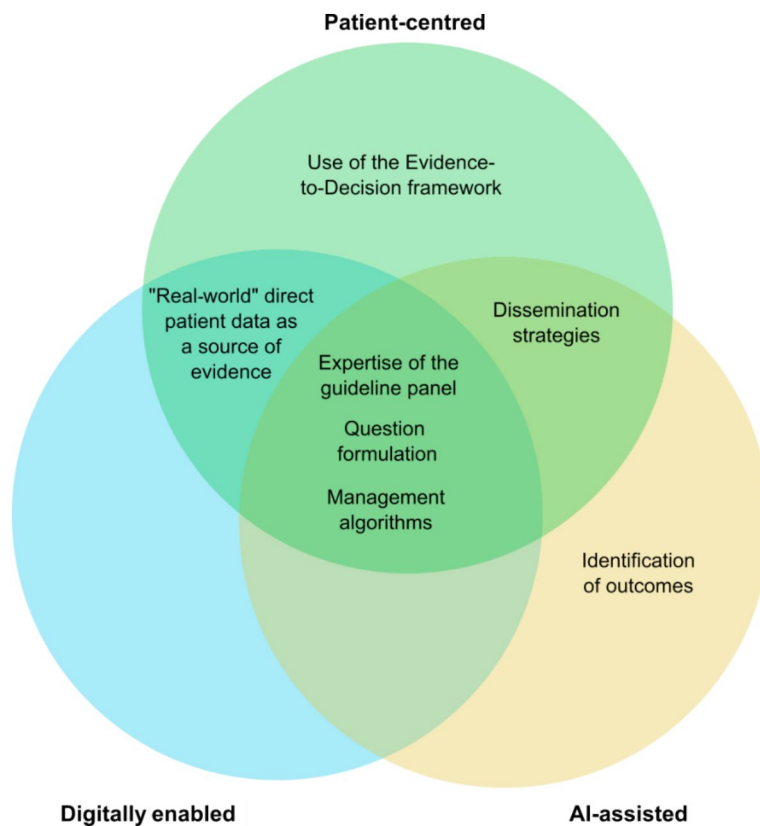 Patient-centred
Use of the Evidence-
to-Decision framework
"Real-world" direct
patient data as
a source of
evidence
Dissemination
strategies
Expertise of the
guideline panel
Question
formulation
Management
algorithms
Identification
of outcomes
Digitally enabled
AI-assisted